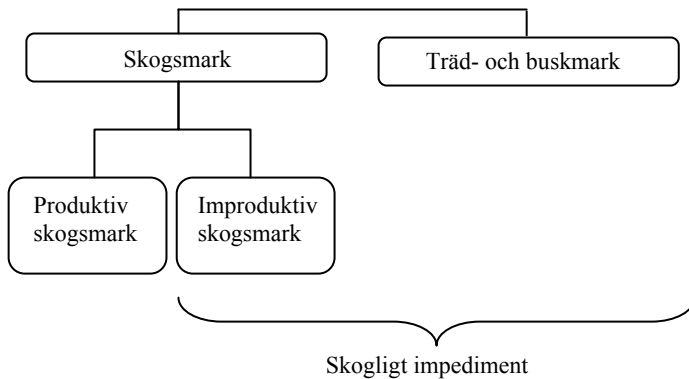 Skogsmark
Träd- och buskmark
Produktiv
skogsmark
Improduktiv
skogsmark
Skogligt impediment